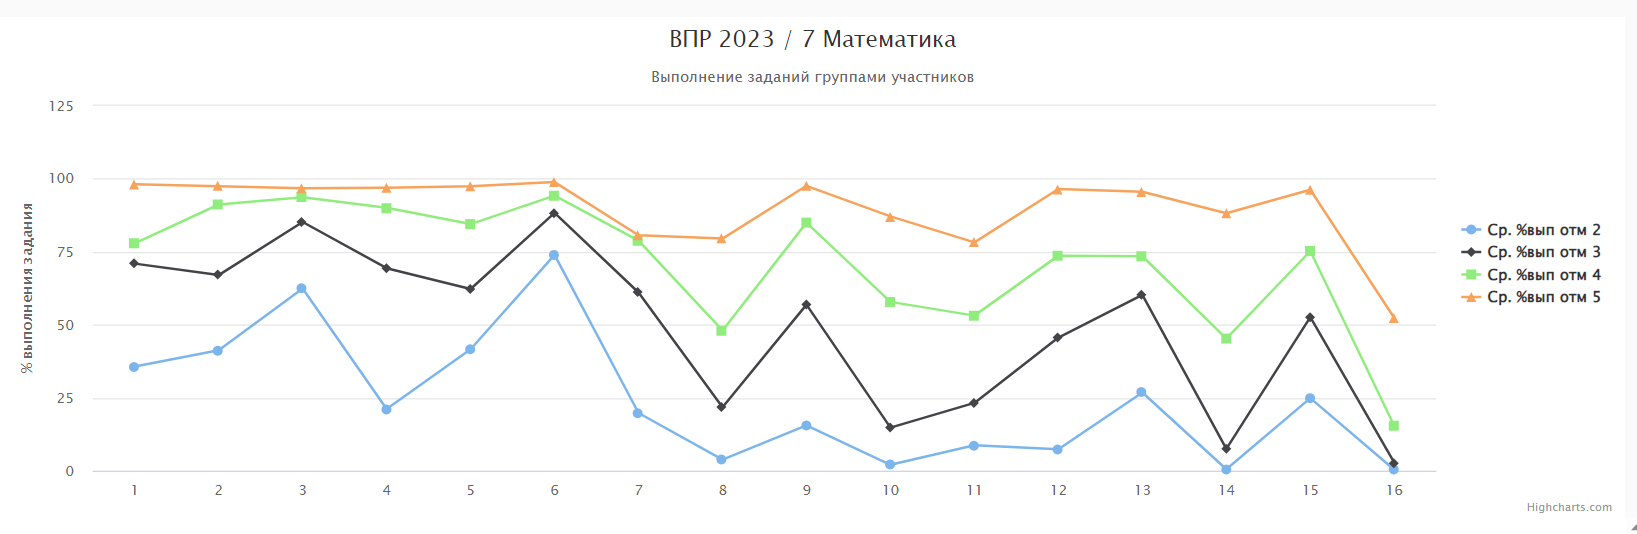 ВПР 2023 / 7 Математика
Выполнение заданий группами участников
% выполнения задания
125
100
75
50
25
0
1 2 3 4 5 6 7 8 9 10 11 12 13 14 15 16
Ср. %вып отм 2
Ср. %вып отм 3
Ср. %вып отм 4
Ср. %вып отм 5
Highcharts.com